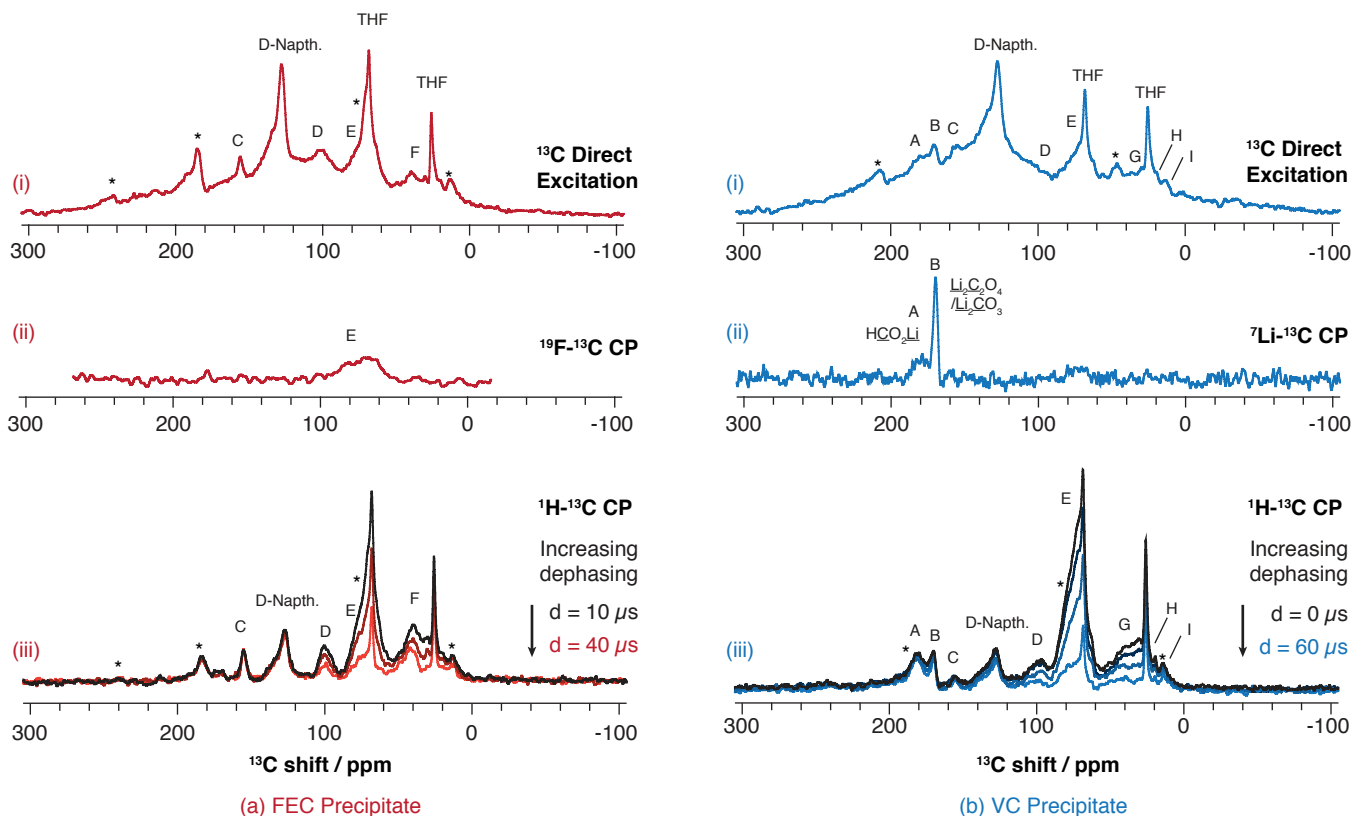 THF
D-Napth.
THF
*
*
C
D
E
F
*
*
(i)
¹³C Direct
Excitation
300
200
100
0
-100
E
(ii)
¹⁹F-¹³C CP
300
200
100
0
-100
¹H-¹³C CP
Increasing
dephasing
d = 10 µs
d = 40 µs
*
E
F
D-Napth.
C
D
*
*
*
(iii)
300
200
100
0
-100
¹³C shift / ppm
(a) FEC Precipitate
D-Napth.
THF
THF
E
H
I
A
B
C
D
G
*
*
(i)
¹³C Direct
Excitation
300
200
100
0
-100
B
Li₂C₂O₄
/Li₂CO₃
A
HCO₂Li
(ii)
⁷Li-¹³C CP
300
200
100
0
-100
E
¹H-¹³C CP
Increasing
dephasing
d = 0 µs
d = 60 µs
*
H
I
D-Napth.
G
A
B
C
D
*
*
(iii)
300
200
100
0
-100
¹³C shift / ppm
(b) VC Precipitate